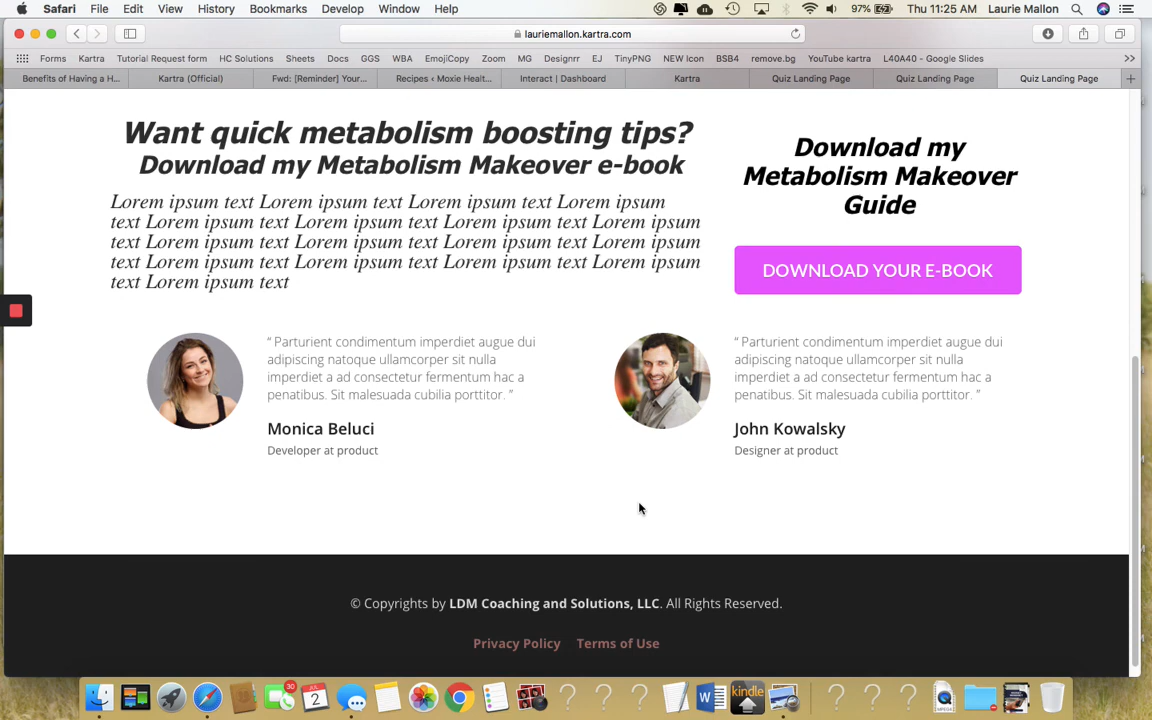 Safari File Edit View History Bookmarks Develop Window Help 97% Thu 11:25 AM Laurie Mallon
lauriemallon.kartra.com
Forms Kartra Tutorial Request form HC Solutions Sheets Docs GGS WBA EmojiCopy Zoom MG Designrr EJ TinyPNG NEW Icon BSB4 remove.bg YouTube kartra L40A40 - Google Slides
Benefits of Having a H... Kartra (Official) Fwd: [Reminder] Your... Recipes ‹ Moxie Healt... Interact | Dashboard Kartra Quiz Landing Page Quiz Landing Page Quiz Landing Page
Want quick metabolism boosting tips?
Download my Metabolism Makeover e-book
Lorem ipsum text Lorem ipsum text Lorem ipsum text Lorem ipsum
text Lorem ipsum text Lorem ipsum text Lorem ipsum text Lorem ipsum
text Lorem ipsum text Lorem ipsum text Lorem ipsum text Lorem ipsum
text Lorem ipsum text Lorem ipsum text Lorem ipsum text Lorem ipsum
text Lorem ipsum text
Download my
Metabolism Makeover
Guide
DOWNLOAD YOUR E-BOOK
“ Parturient condimentum imperdiet augue dui
adipiscing natoque ullamcorper sit nulla
imperdiet a ad consectetur fermentum hac a
penatibus. Sit malesuada cubilia porttitor. ”
Monica Beluci
Developer at product
“ Parturient condimentum imperdiet augue dui
adipiscing natoque ullamcorper sit nulla
imperdiet a ad consectetur fermentum hac a
penatibus. Sit malesuada cubilia porttitor. ”
John Kowalsky
Designer at product
© Copyrights by LDM Coaching and Solutions, LLC. All Rights Reserved.
Privacy Policy Terms of Use
JUL
2
30
kindle